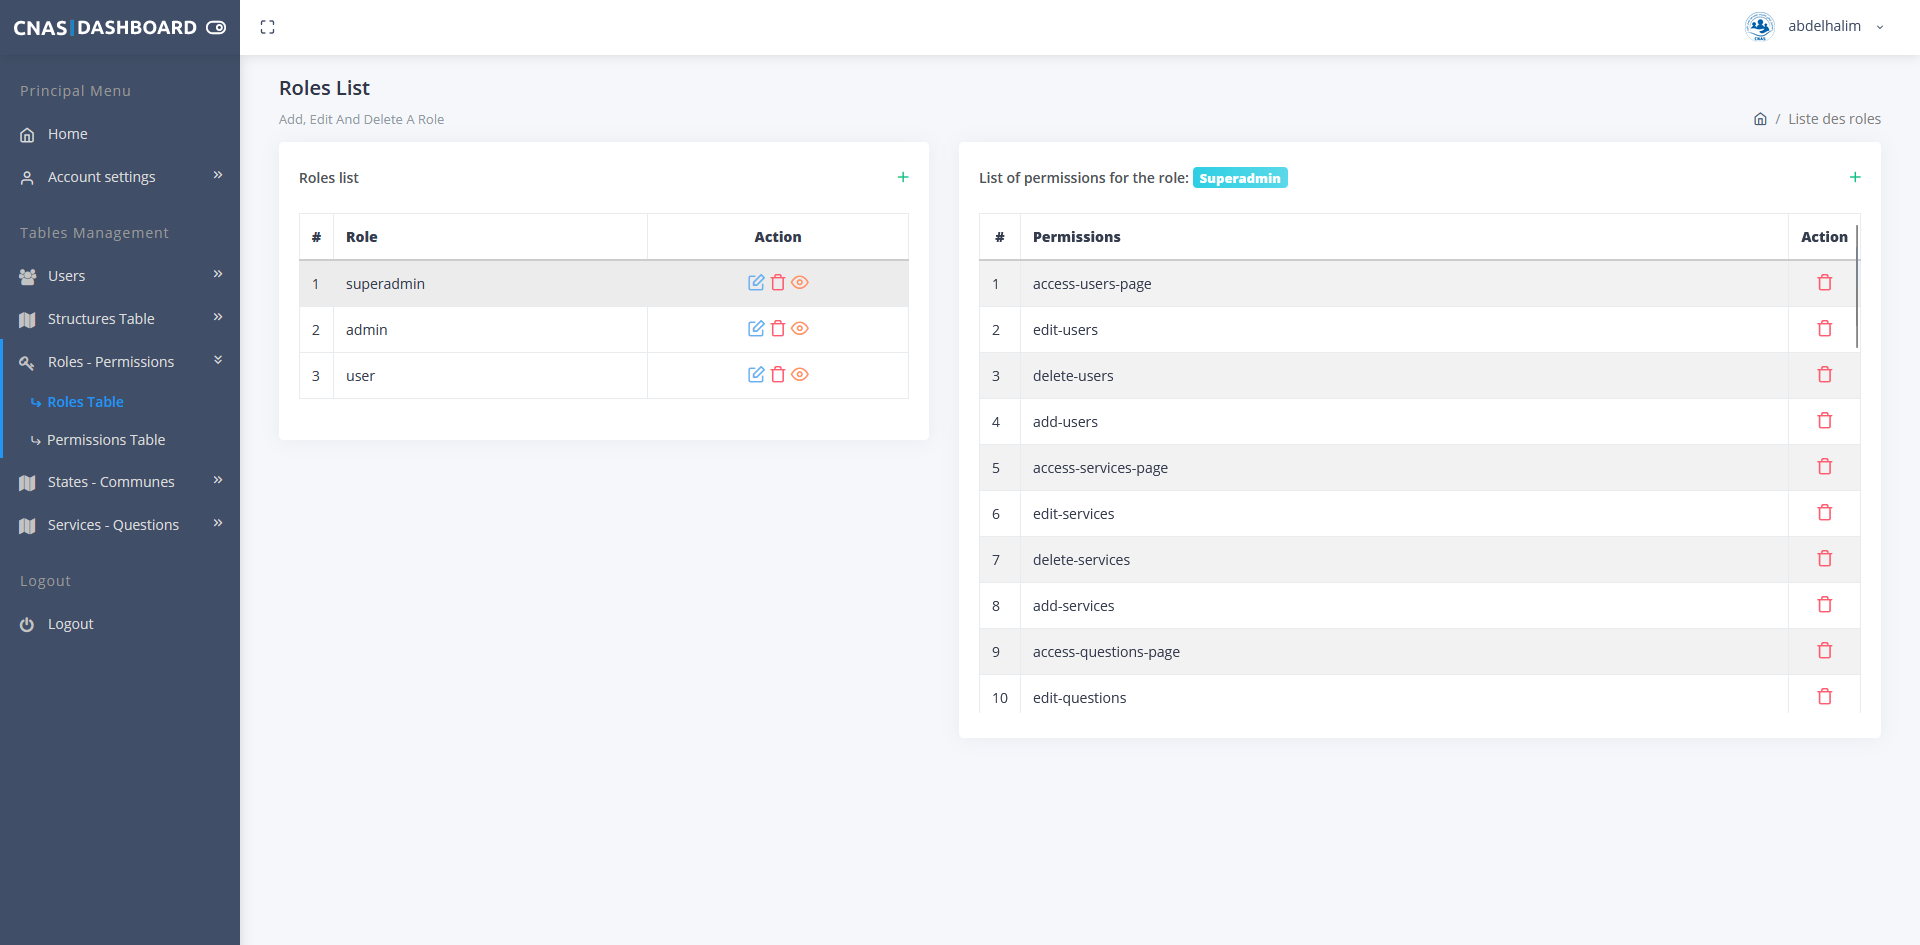 CNAS|DASHBOARD
abdelhalim
Principal Menu
Home
Account settings
Tables Management
Users
Structures Table
Roles - Permissions
Roles Table
Permissions Table
States - Communes
Services - Questions
Logout
Logout
Roles List
Add, Edit And Delete A Role
/ Liste des roles
Roles list
# Role Action
1 superadmin
2 admin
3 user
List of permissions for the role: Superadmin
# Permissions Action
1 access-users-page
2 edit-users
3 delete-users
4 add-users
5 access-services-page
6 edit-services
7 delete-services
8 add-services
9 access-questions-page
10 edit-questions